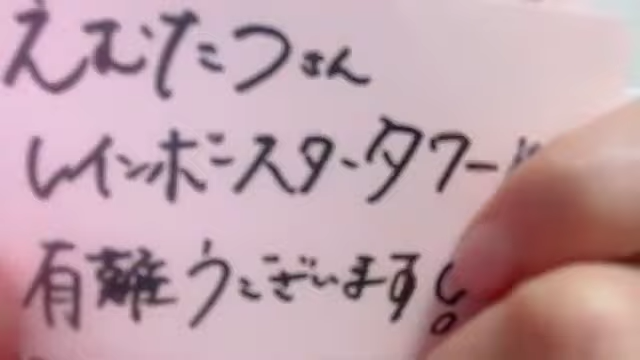 えむたつさん
レインボースタータワー
有難うございます!